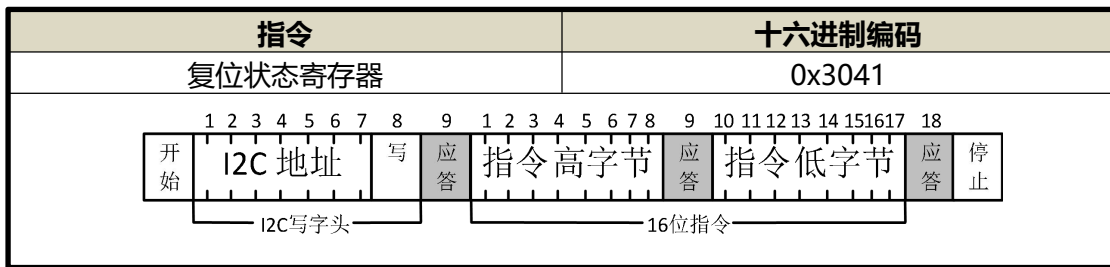 指令 十六进制编码
复位状态寄存器 0x3041
1 2 3 4 5 6 7 8 9 1 2 3 4 5 6 7 8 9 10 11 12 13 14 15 16 17 18
开始 I2C 地址 写 应答 指令高字节 应答 指令低字节 应答 停止
I2C写字头 16位指令